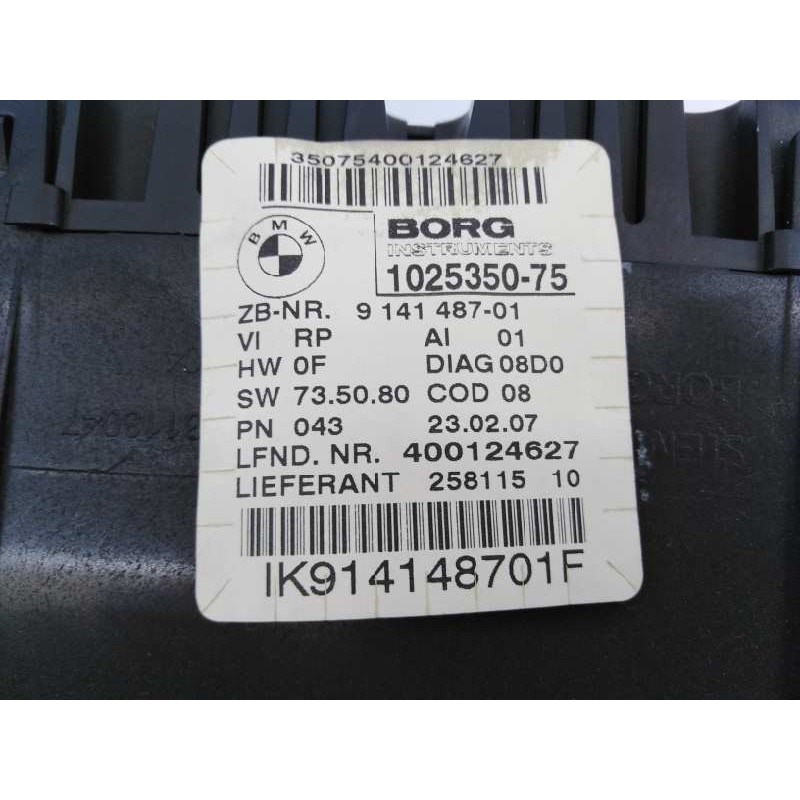 35075400124627
BMW
BORG
INSTRUMENTS
1025350-75
ZB-NR. 9 141 487-01
VI RP AI 01
HW 0F DIAG 08D0
SW 73.50.80 COD 08
PN 043 23.02.07
LFND. NR. 400124627
LIEFERANT 258115 10
IK914148701F
BORG